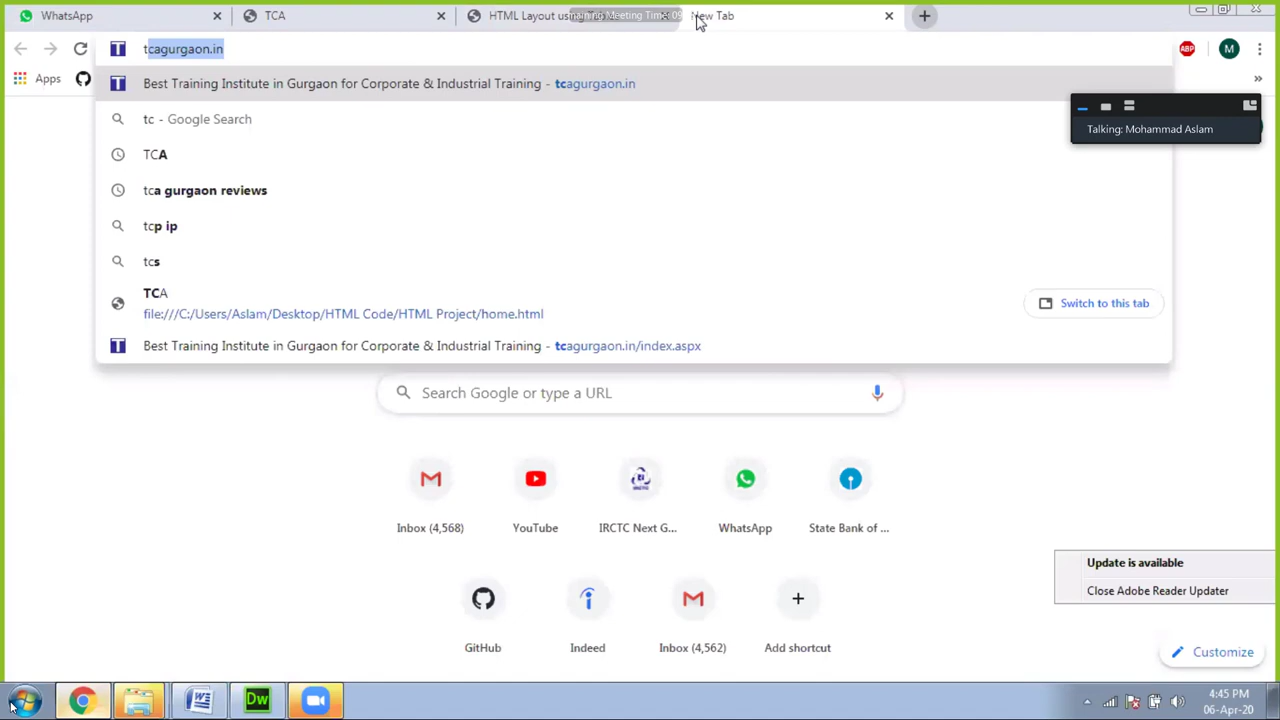 WhatsApp
TCA
HTML Layout using
aining Meeting Time: 09
New Tab
tcagurgaon.in
ABP
M
Apps
»
Best Training Institute in Gurgaon for Corporate & Industrial Training - tcagurgaon.in
tc - Google Search
TCA
tca gurgaon reviews
tcp ip
tcs
TCA
file:///C:/Users/Aslam/Desktop/HTML Code/HTML Project/home.html
Switch to this tab
Best Training Institute in Gurgaon for Corporate & Industrial Training - tcagurgaon.in/index.aspx
Talking: Mohammad Aslam
Search Google or type a URL
Inbox (4,568)
YouTube
IRCTC Next G...
WhatsApp
State Bank of ...
GitHub
Indeed
Inbox (4,562)
Add shortcut
Update is available
Close Adobe Reader Updater
Customize
Dw
4:45 PM
06-Apr-20